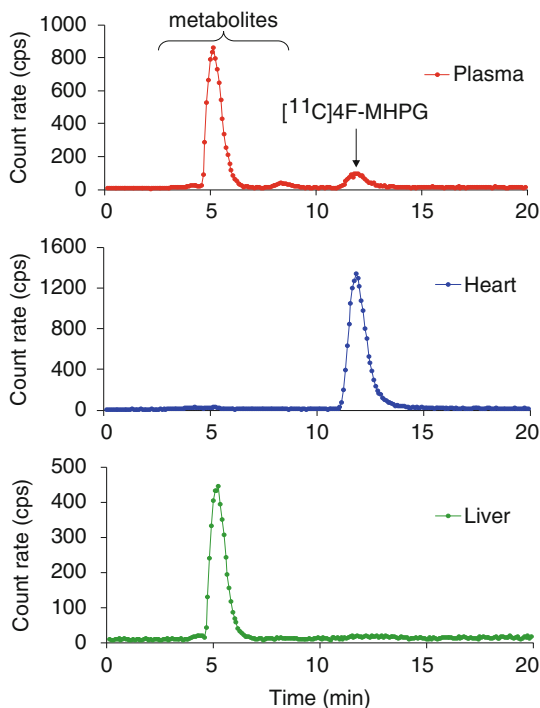 metabolites
1000
800
600
400
200
0
Count rate (cps)
Plasma
[¹¹C]4F-MHPG
0 5 10 15 20
1600
1200
800
400
0
Count rate (cps)
Heart
0 5 10 15 20
500
400
300
200
100
0
Count rate (cps)
Liver
0 5 10 15 20
Time (min)